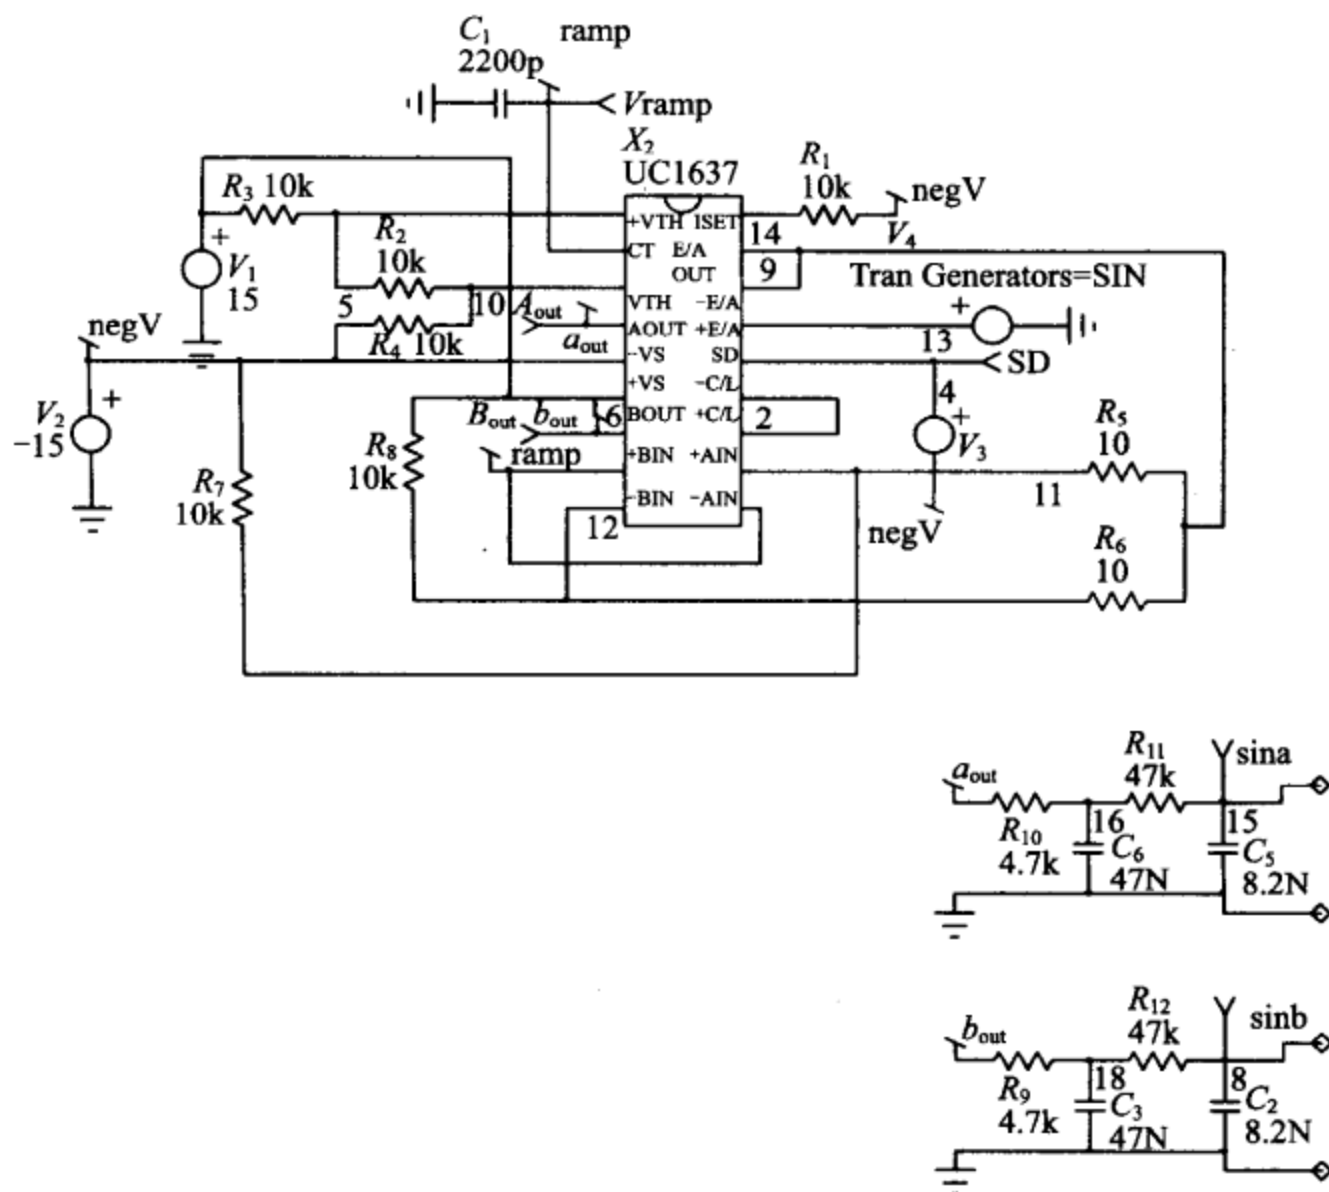 C₁ ramp
2200p
Vramp
X₂
UC1637
R₁
10k
negV
R₃ 10k
+VTH ISET
14
V₄
R₂
10k
CT E/A
OUT
9
Tran Generators=SIN
+
V₁
15
5
10
Aout
VTH -E/A
+
negV
R₄ 10k
aout
AOUT +E/A
13
-VS SD
SD
+VS -C/L
4
V₂
-15
+
Bout bout
6
BOUT +C/L
2
+
V₃
R₅
10
R₈
10k
ramp
+BIN +AIN
R₇
10k
11
-BIN -AIN
12
negV
R₆
10
R₁₁
47k
sina
aout
16
15
R₁₀
4.7k
C₆
47N
C₅
8.2N
R₁₂
47k
sinb
bout
18
8
R₉
4.7k
C₃
47N
C₂
8.2N